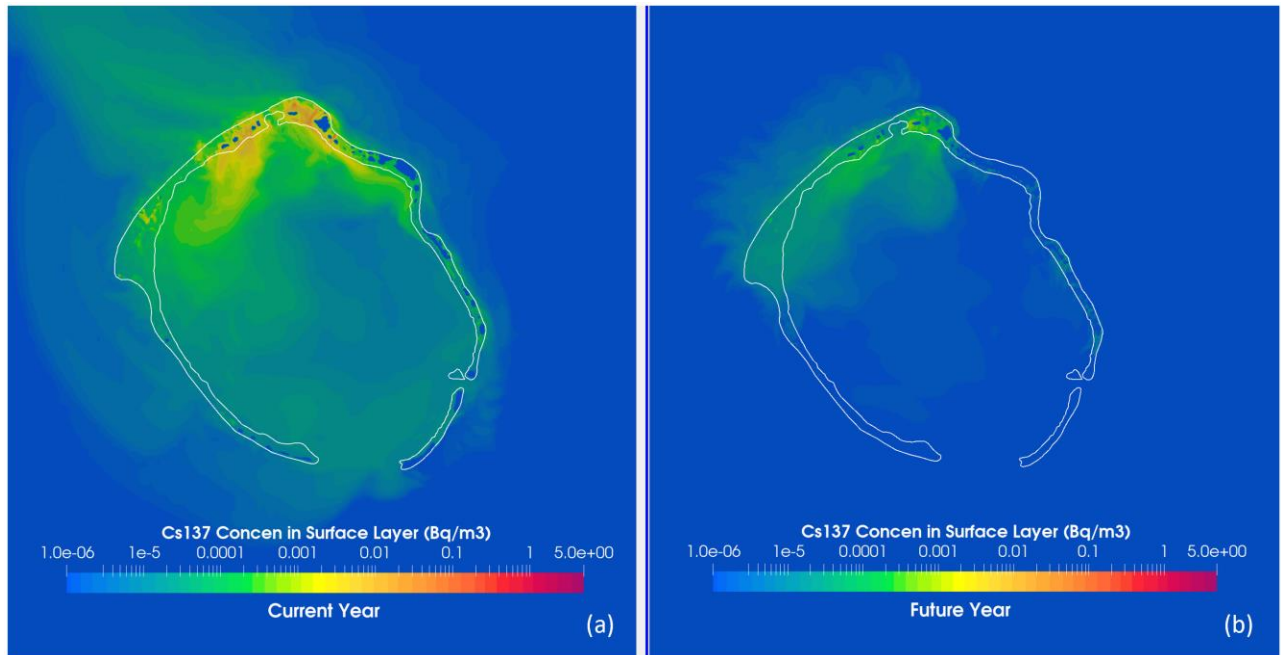 Cs137 Concen in Surface Layer (Bq/m3)
1.0e-06 1e-5 0.0001 0.001 0.01 0.1 1 5.0e+00
Current Year
(a)
Cs137 Concen in Surface Layer (Bq/m3)
1.0e-06 1e-5 0.0001 0.001 0.01 0.1 1 5.0e+00
Future Year
(b)